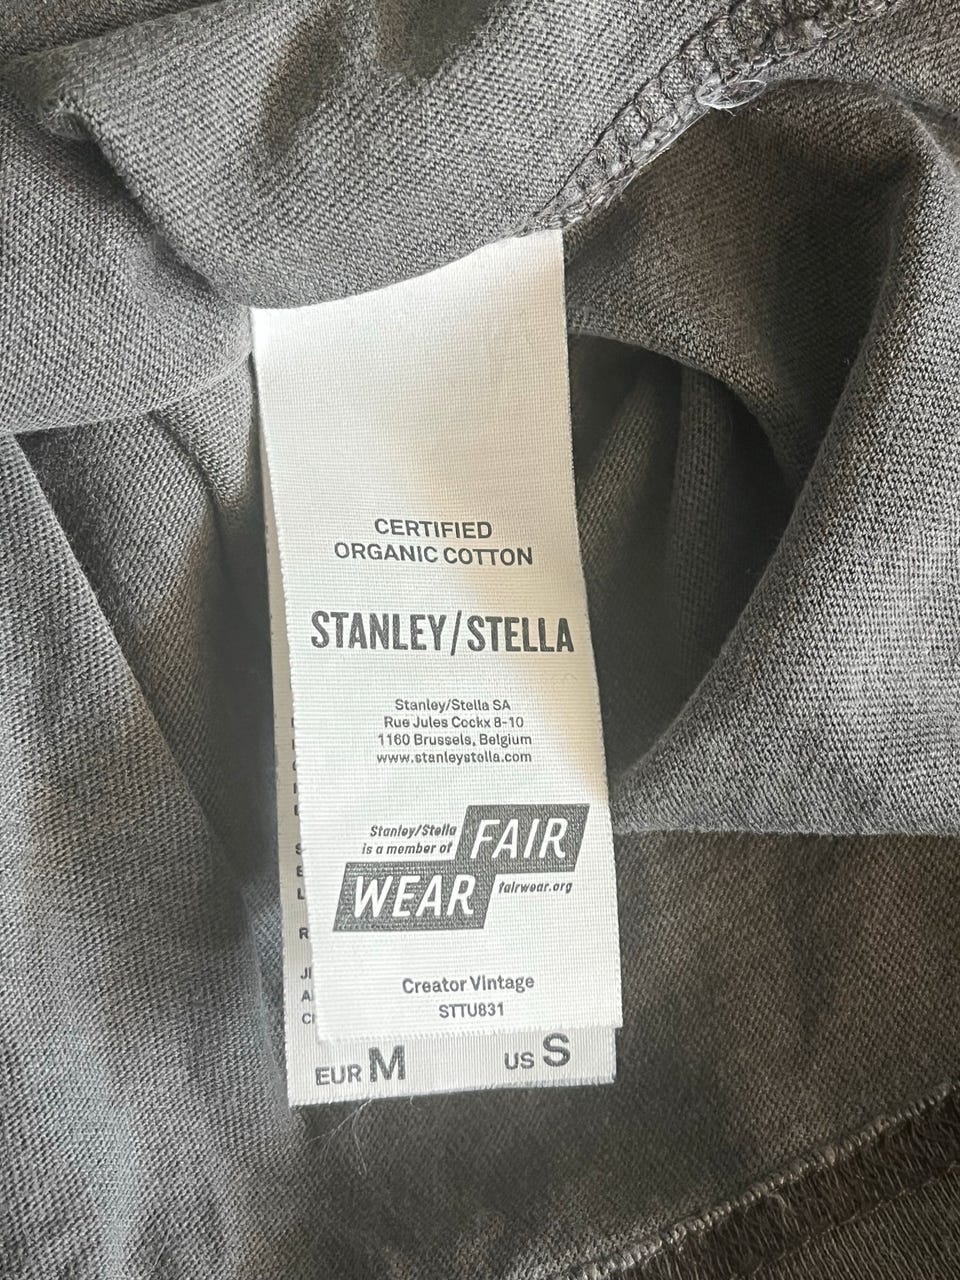 CERTIFIED
ORGANIC COTTON
STANLEY/STELLA
Stanley/Stella SA
Rue Jules Cockx 8-10
1160 Brussels, Belgium
www.stanleystella.com
Stanley/Stella
is a member of
FAIR
WEAR
fairwear.org
Creator Vintage
STTU831
EUR M US S